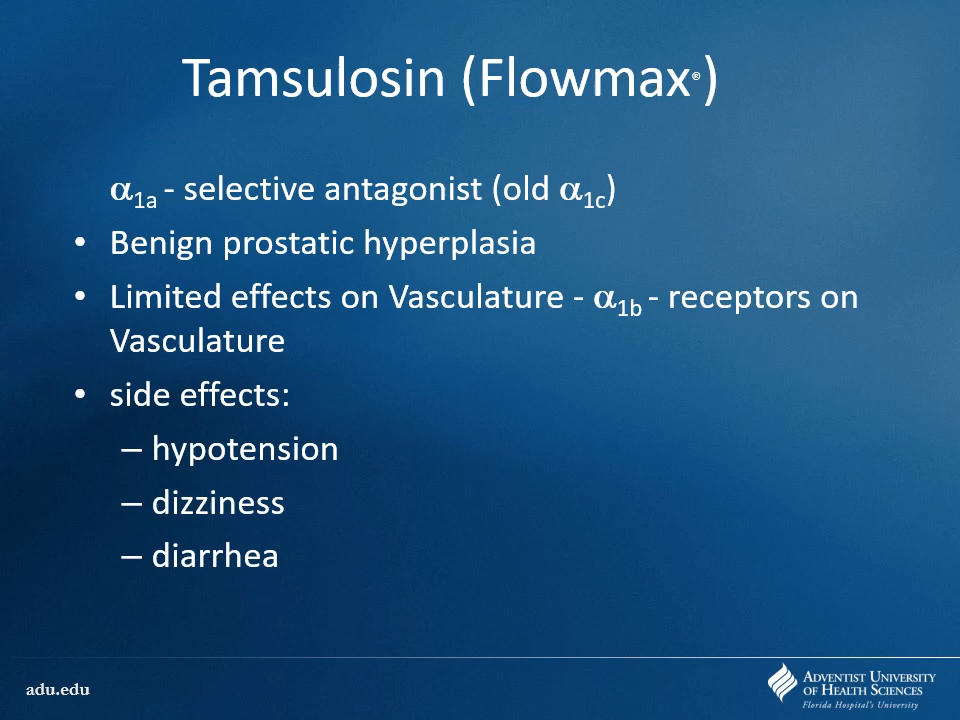 Tamsulosin (Flowmax®)
α1a - selective antagonist (old α1c)
• Benign prostatic hyperplasia
• Limited effects on Vasculature - α1b - receptors on
Vasculature
• side effects:
– hypotension
– dizziness
– diarrhea
adu.edu
ADVENTIST UNIVERSITY
OF HEALTH SCIENCES
Florida Hospital's University